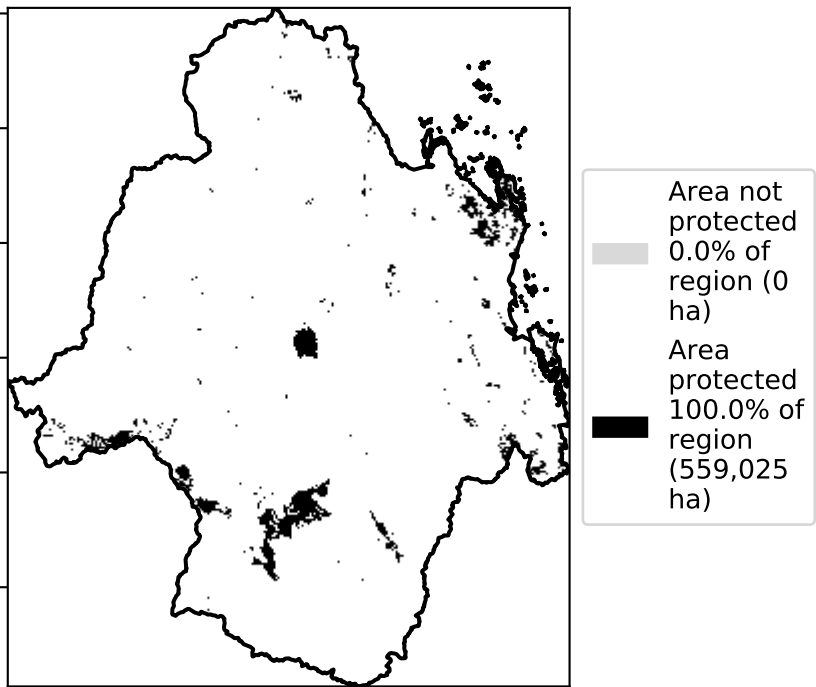 Area not
protected
0.0% of
region (0
ha)
Area
protected
100.0% of
region
(559,025
ha)